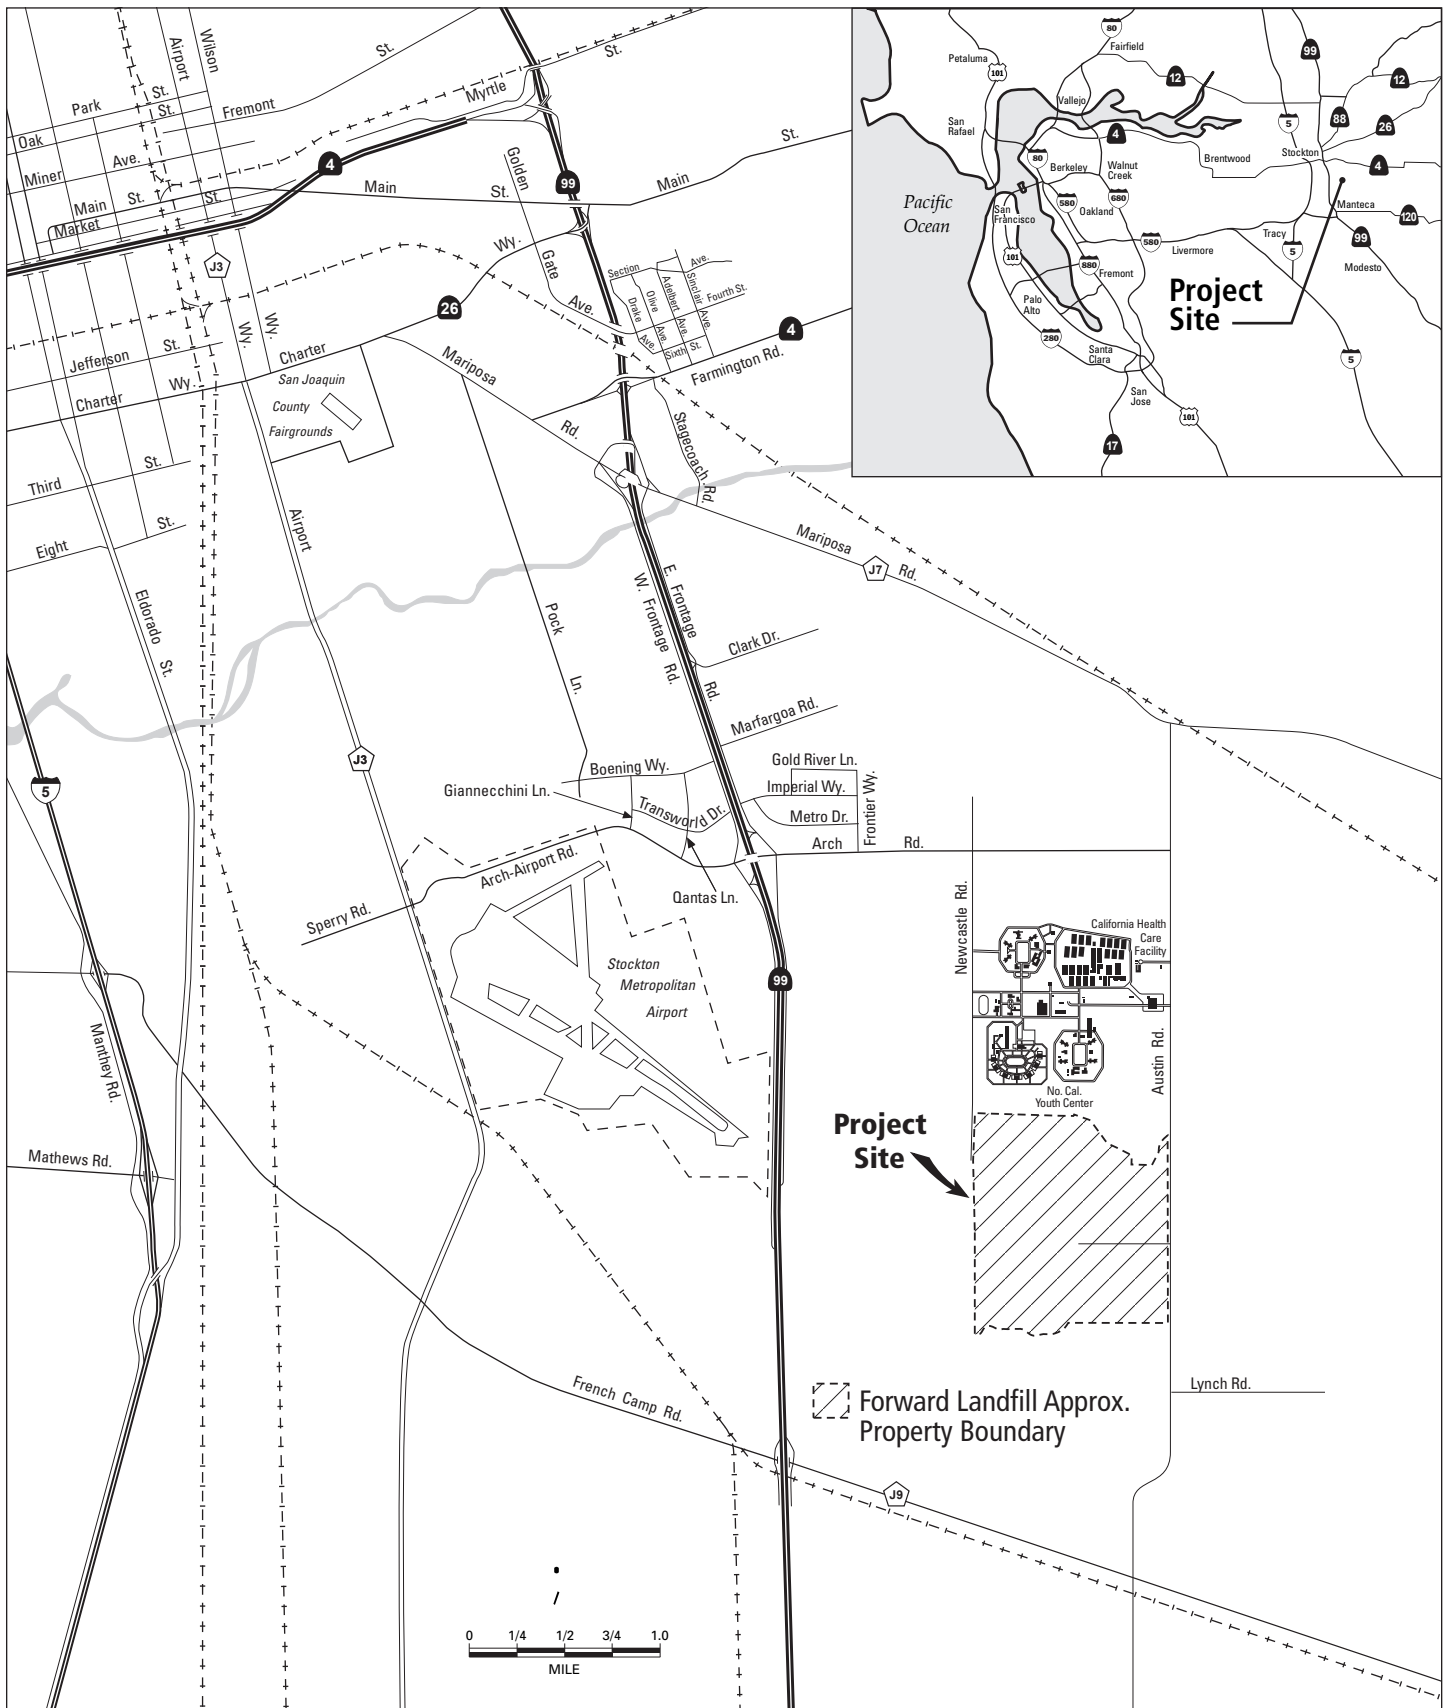 Wilson
Airport
St.
St.
Park
St.
St.
Fremont
Myrtle
Oak
Ave.
Miner
4
Golden
99
St.
Main
St.
St.
Main
St.
Main
Market
Wy.
Gate
J3
26
Ave.
Section
Ave.
Drake
Ave.
Olive
Ave.
Adelbert
Ave.
Sinclair
Ave.
Fourth St.
Sixth St.
4
Farmington Rd.
Wy.
Wy.
Jefferson
St.
Charter
Mariposa
Rd.
Charter
Wy.
San Joaquin
County
Fairgrounds
Stagecoach Rd.
Third
St.
Eight
St.
Airport
Mariposa
J7
Rd.
Eldorado
St.
Pock
Ln.
E. Frontage
Rd.
W. Frontage
Rd.
Clark Dr.
Marfargoa Rd.
J3
5
Boening Wy.
Giannecchini Ln.
Transworld Dr.
Gold River Ln.
Imperial Wy.
Metro Dr.
Frontier Wy.
Arch
Rd.
Arch-Airport Rd.
Qantas Ln.
Sperry Rd.
Newcastle Rd.
California Health
Care
Facility
Stockton
Metropolitan
Airport
99
Manthey Rd.
Austin Rd.
No. Cal.
Youth Center
Project
Site
Mathews Rd.
French Camp Rd.
Lynch Rd.
Forward Landfill Approx.
Property Boundary
J9
0
1/4
1/2
3/4
1.0
MILE
80
Fairfield
Petaluma
101
12
99
12
Vallejo
San
Rafael
4
5
88
26
80
Berkeley
Walnut
Creek
Brentwood
Stockton
4
Pacific
Ocean
San
Francisco
580
Oakland
680
Manteca
120
580
Livermore
Tracy
5
99
Modesto
101
880
Fremont
Palo
Alto
Project
Site
280
Santa
Clara
5
San
Jose
101
17